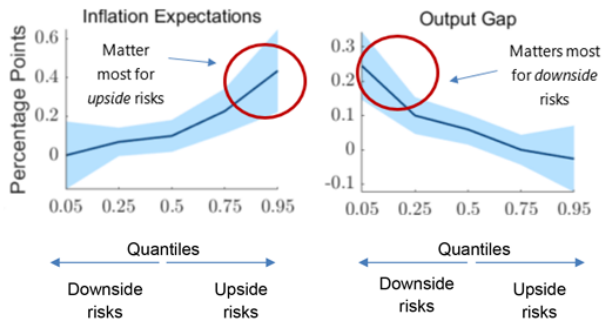 Inflation Expectations
Percentage Points
0.6
0.4
0.2
0
0.05 0.25 0.5 0.75 0.95
Matter
most for
upside risks
Quantiles
Downside
risks
Upside
risks
Output Gap
0.3
0.2
0.1
0
-0.1
0.05 0.25 0.5 0.75 0.95
Matters most
for downside
risks
Quantiles
Downside
risks
Upside
risks